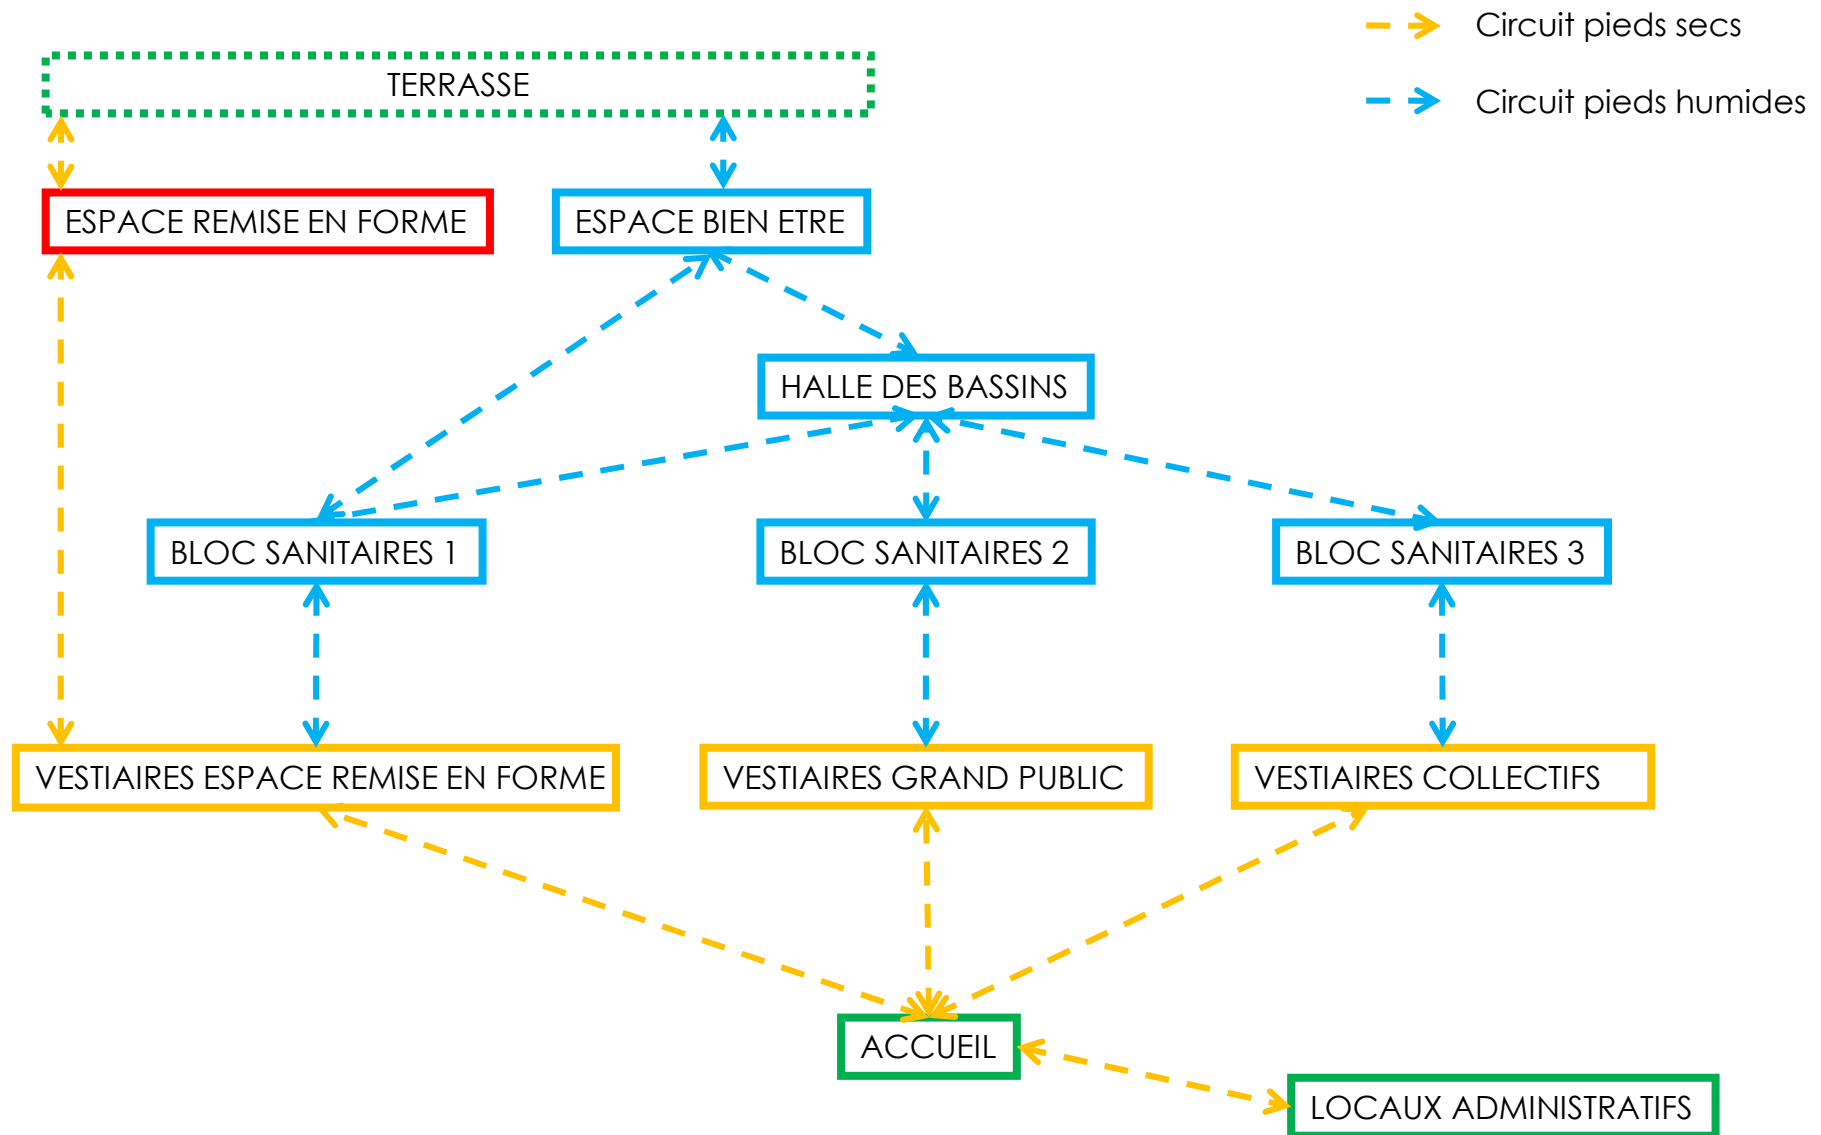 Circuit pieds secs
TERRASSE
Circuit pieds humides
ESPACE REMISE EN FORME
ESPACE BIEN ETRE
HALLE DES BASSINS
BLOC SANITAIRES 1
BLOC SANITAIRES 2
BLOC SANITAIRES 3
VESTIAIRES ESPACE REMISE EN FORME
VESTIAIRES GRAND PUBLIC
VESTIAIRES COLLECTIFS
ACCUEIL
LOCAUX ADMINISTRATIFS